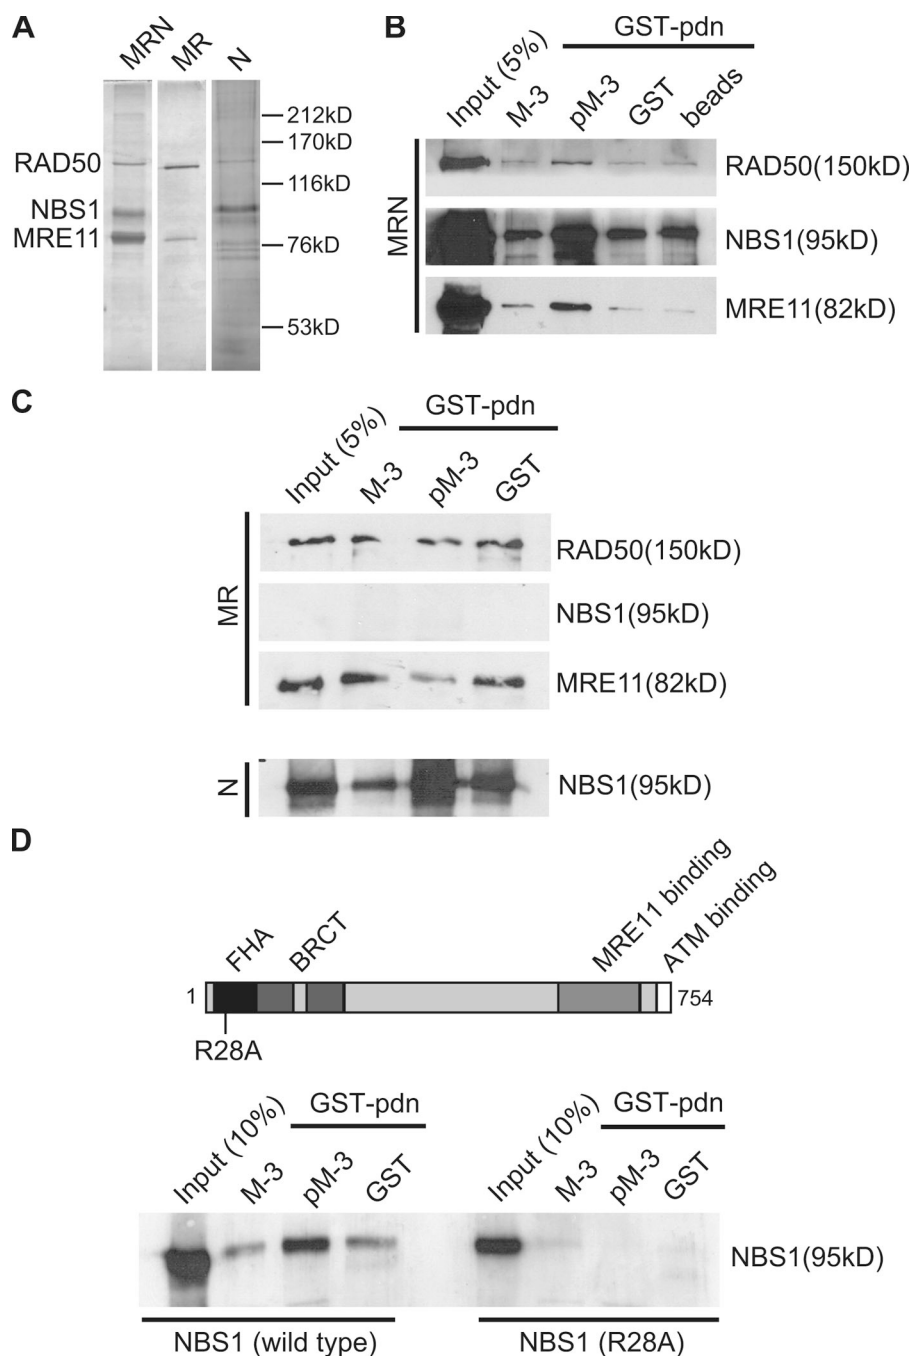 A
MRN
MR
N
RAD50
NBS1
MRE11
212kD
170kD
116kD
76kD
53kD
B
GST-pdn
Input (5%)
M-3
pM-3
GST
beads
MRN
RAD50(150kD)
NBS1(95kD)
MRE11(82kD)
C
GST-pdn
Input (5%)
M-3
pM-3
GST
MR
RAD50(150kD)
NBS1(95kD)
MRE11(82kD)
N
NBS1(95kD)
D
FHA
BRCT
MRE11 binding
ATM binding
1
754
R28A
GST-pdn
Input (10%)
M-3
pM-3
GST
GST-pdn
Input (10%)
M-3
pM-3
GST
NBS1(95kD)
NBS1 (wild type)
NBS1 (R28A)